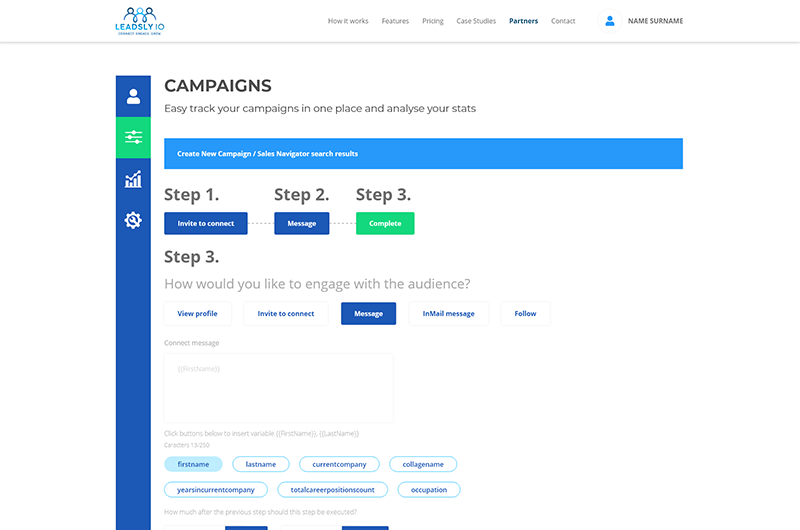 LEADSLY IO
CONNECT. ENGAGE. GROW
How it works Features Pricing Case Studies Partners Contact NAME SURNAME
CAMPAIGNS
Easy track your campaigns in one place and analyse your stats
Create New Campaign / Sales Navigator search results
Step 1. Step 2. Step 3.
Invite to connect Message Complete
Step 3.
How would you like to engage with the audience?
View profile Invite to connect Message InMail message Follow
Connect message
{{FirstName}}
Click buttons below to insert variable {{FirstName}}, {{LastName}}
Caracters 13/250
firstname lastname currentcompany collagename
yearsincurrentcompany totalcareerpositionscount occupation
How much after the previous step should this step be executed?